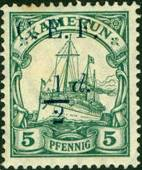 C.E.F.
KAMERUN
1/2 d.
5 PFENNIG 5